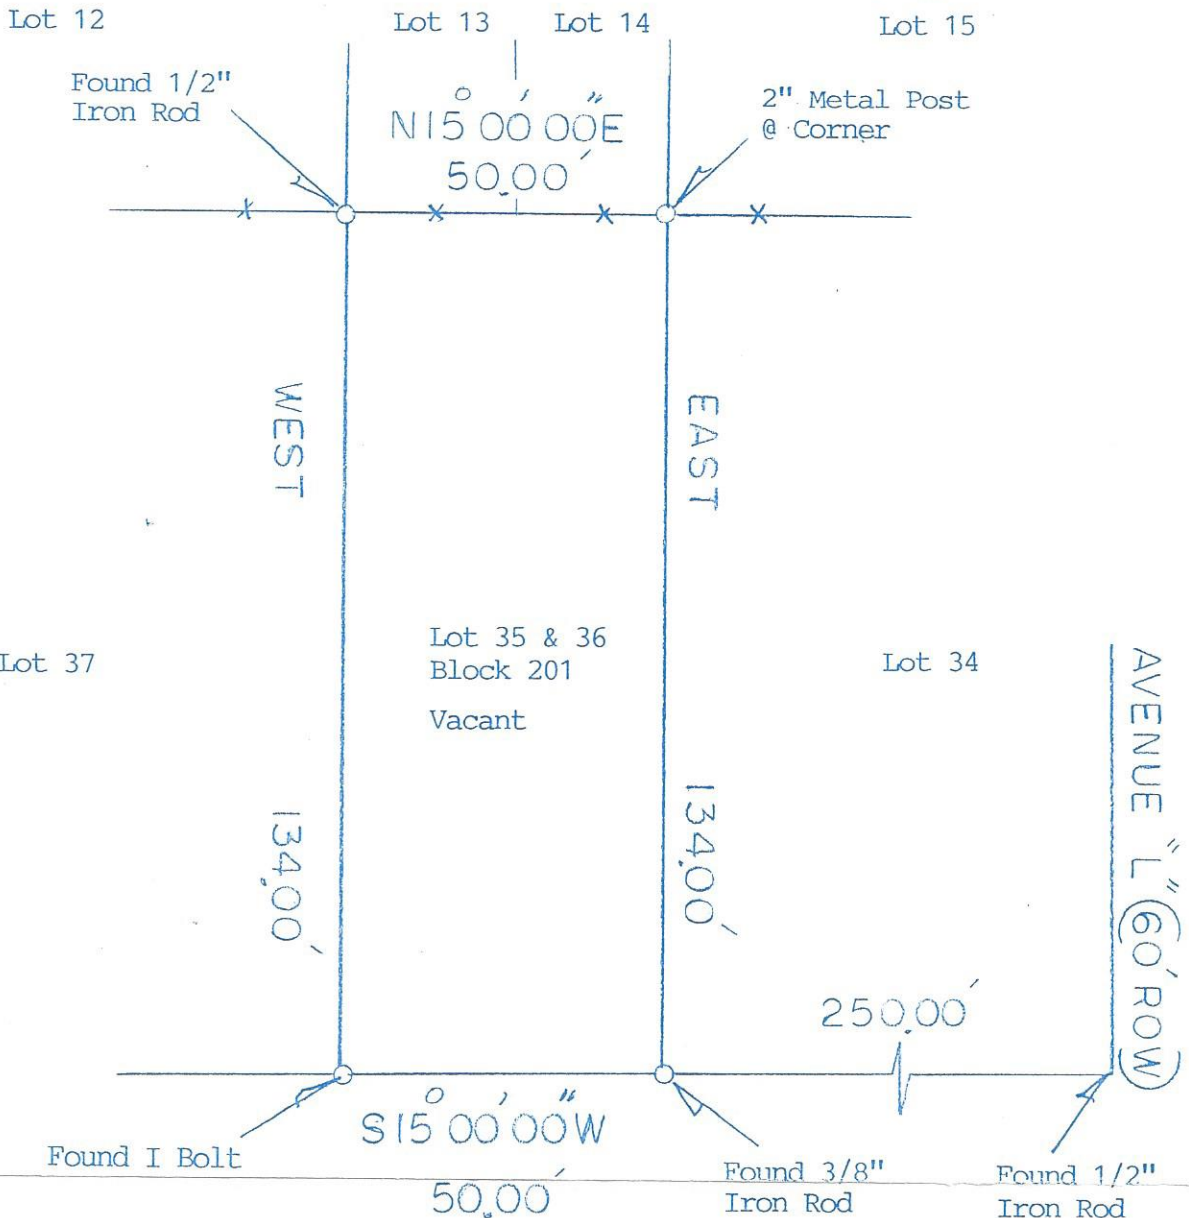 Lot 12
Lot 13
Lot 14
Lot 15
Found 1/2"
Iron Rod
N15°00'00"E
50.00'
2" Metal Post
@ Corner
WEST
EAST
Lot 37
Lot 35 & 36
Block 201
Vacant
Lot 34
AVENUE "L" (60' ROW)
134.00'
134.00'
250.00'
Found I Bolt
S15°00'00"W
50.00'
Found 3/8"
Iron Rod
Found 1/2"
Iron Rod